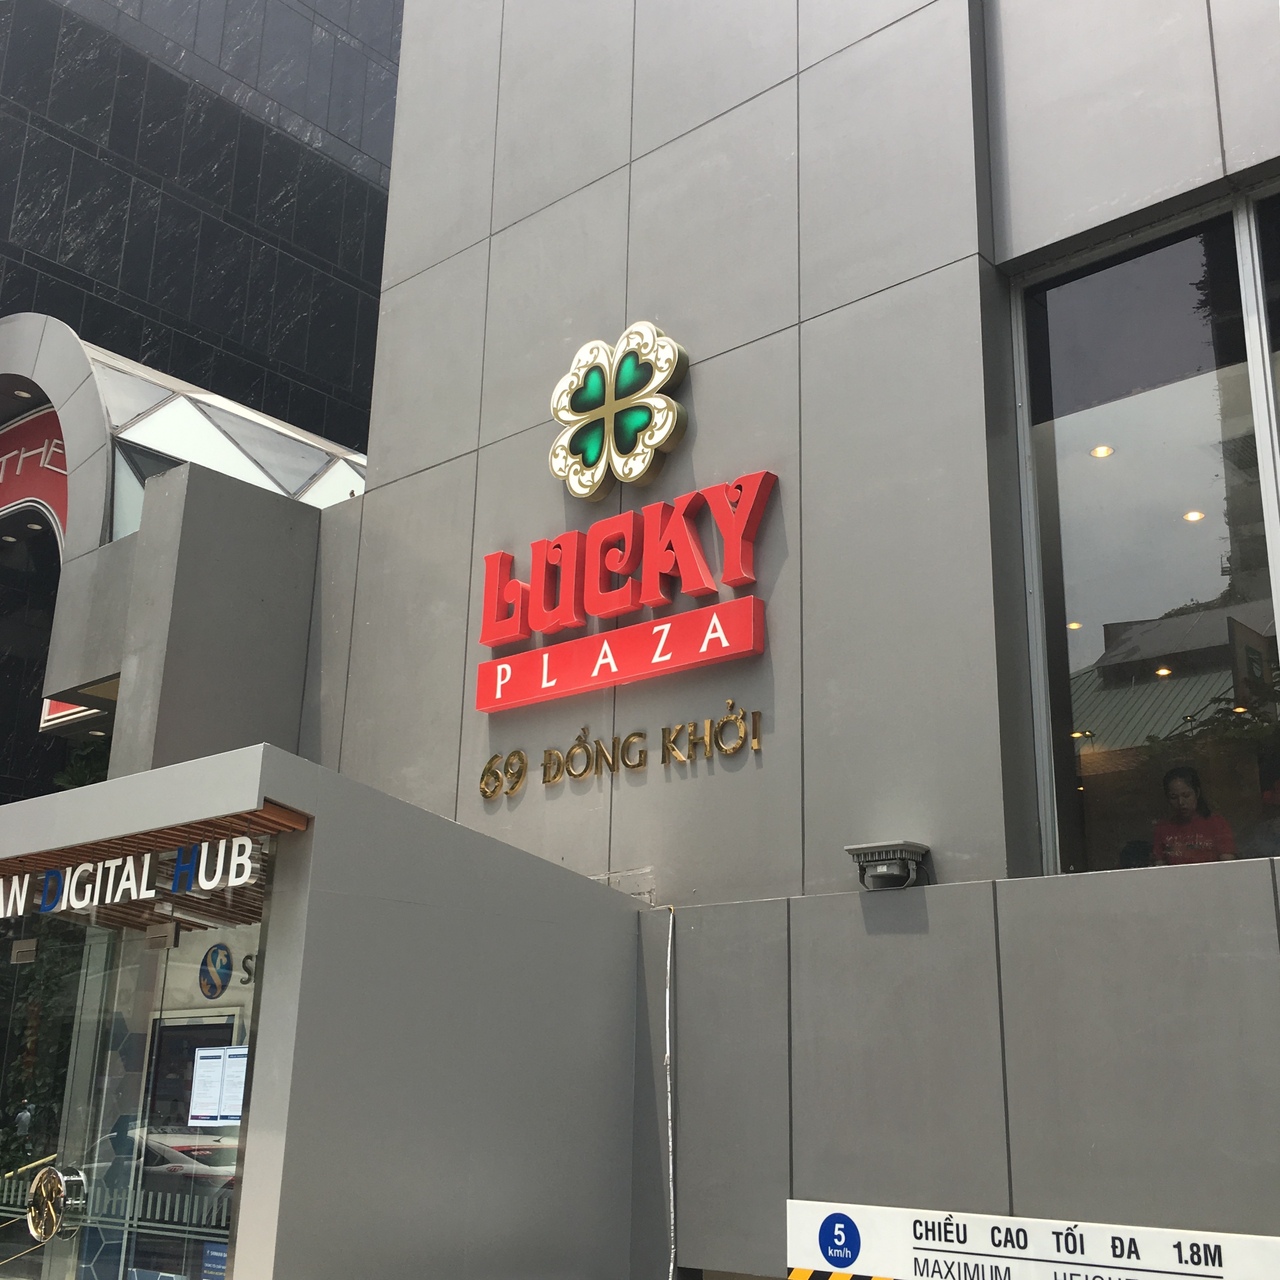 THE
LUCKY
PLAZA
69 ĐỒNG KHỞI
DIGITAL HUB
5
km/h
CHIỀU CAO TỐI ĐA 1.8M
MAXIMUM